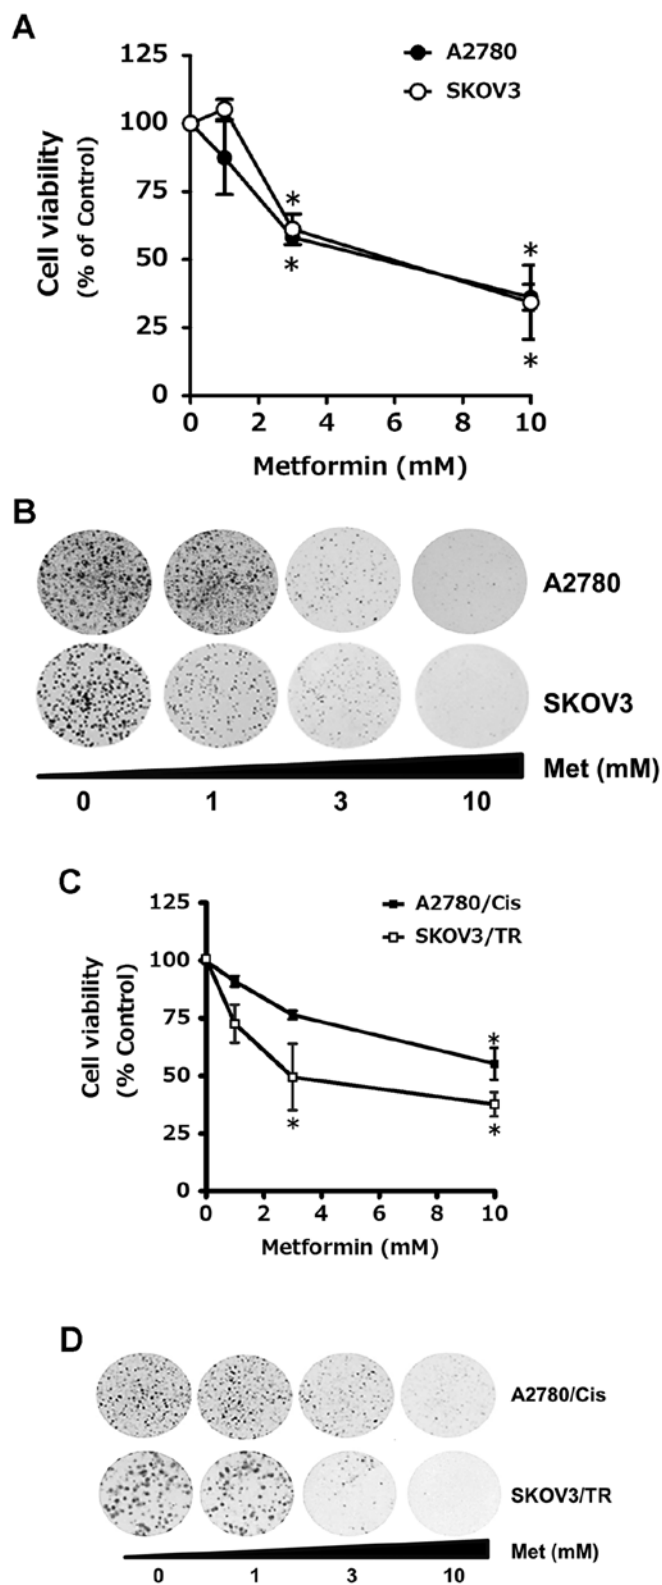 A
A2780
SKOV3
Cell viability
(% of Control)
125
100
75
50
25
0
*
*
*
*
0 2 4 6 8 10
Metformin (mM)
B
A2780
SKOV3
Met (mM)
0 1 3 10
C
A2780/Cis
SKOV3/TR
Cell viability
(% Control)
125
100
75
50
25
0
*
*
*
0 2 4 6 8 10
Metformin (mM)
D
A2780/Cis
SKOV3/TR
Met (mM)
0 1 3 10